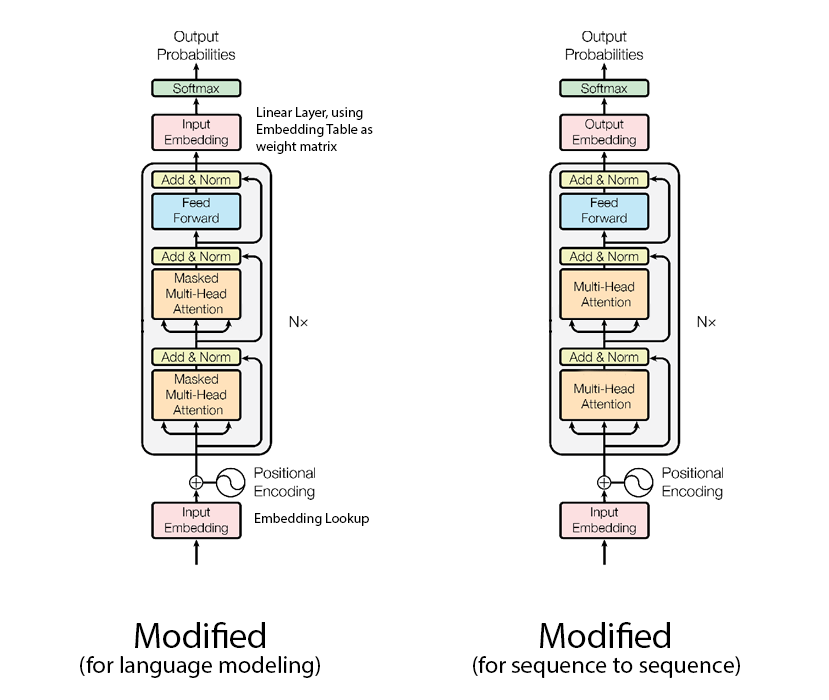 Output
Probabilities
Softmax
Input
Embedding
Linear Layer, using
Embedding Table as
weight matrix
Add & Norm
Feed
Forward
Add & Norm
Masked
Multi-Head
Attention
Nx
Add & Norm
Masked
Multi-Head
Attention
Positional
Encoding
Input
Embedding
Embedding Lookup
Modified
(for language modeling)
Output
Probabilities
Softmax
Output
Embedding
Add & Norm
Feed
Forward
Add & Norm
Multi-Head
Attention
Nx
Add & Norm
Multi-Head
Attention
Positional
Encoding
Input
Embedding
Modified
(for sequence to sequence)